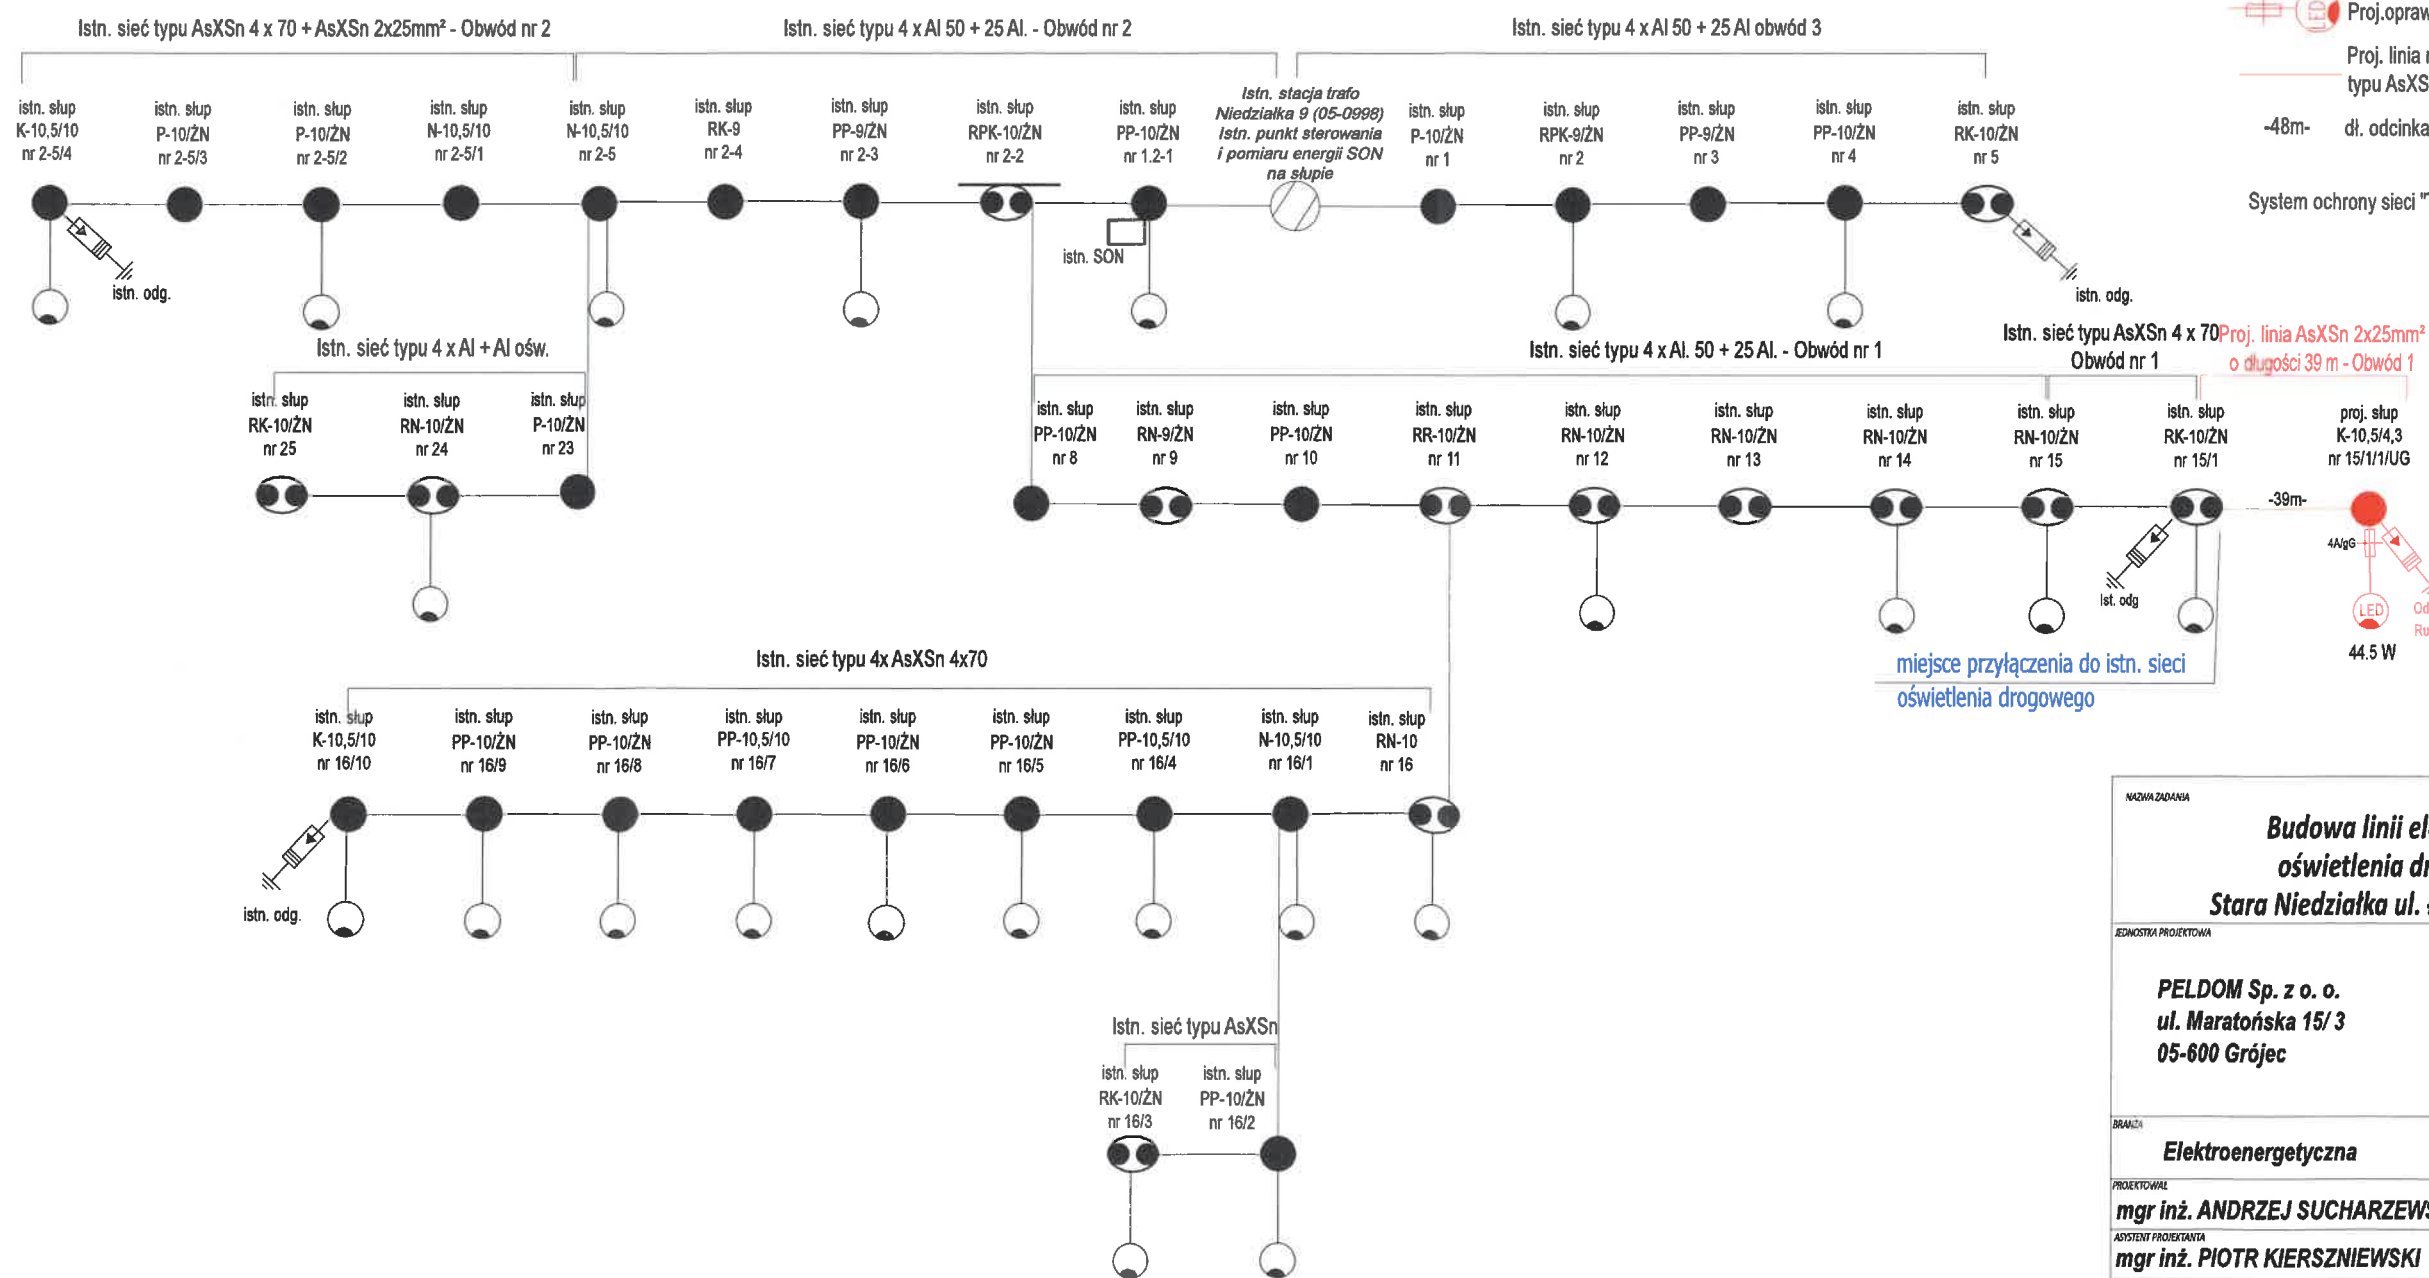 Istn. sieć typu AsXSn 4 x 70 + AsXSn 2x25mm² - Obwód nr 2
Istn. sieć typu 4 x Al 50 + 25 Al. - Obwód nr 2
Istn. sieć typu 4 x Al 50 + 25 Al obwód 3
LED
Proj.opraw
Proj. linia
typu AsXS
-48m-
dł. odcinka
System ochrony sieci
istn. słup
K-10,5/10
nr 2-5/4
istn. słup
P-10/ŻN
nr 2-5/3
istn. słup
P-10/ŻN
nr 2-5/2
istn. słup
N-10,5/10
nr 2-5/1
istn. słup
N-10,5/10
nr 2-5
istn. słup
RK-9
nr 2-4
istn. słup
PP-9/ŻN
nr 2-3
istn. słup
RPK-10/ŻN
nr 2-2
istn. słup
PP-10/ŻN
nr 1.2-1
Istn. stacja trafo
Niedziałka 9 (05-0998)
Istn. punkt sterowania
i pomiaru energii SON
na słupie
istn. słup
P-10/ŻN
nr 1
istn. słup
RPK-9/ŻN
nr 2
istn. słup
PP-9/ŻN
nr 3
istn. słup
PP-10/ŻN
nr 4
istn. słup
RK-10/ŻN
nr 5
istn. odg.
istn. SON
istn. odg.
Istn. sieć typu 4 x Al + Al ośw.
Istn. sieć typu 4 x Al. 50 + 25 Al. - Obwód nr 1
Istn. sieć typu AsXSn 4 x 70
Obwód nr 1
Proj. linia AsXSn 2x25mm²
o długości 39 m - Obwód 1
istn. słup
RK-10/ŻN
nr 25
istn. słup
RN-10/ŻN
nr 24
istn. słup
P-10/ŻN
nr 23
istn. słup
PP-10/ŻN
nr 8
istn. słup
RN-9/ŻN
nr 9
istn. słup
PP-10/ŻN
nr 10
istn. słup
RR-10/ŻN
nr 11
istn. słup
RN-10/ŻN
nr 12
istn. słup
RN-10/ŻN
nr 13
istn. słup
RN-10/ŻN
nr 14
istn. słup
RN-10/ŻN
nr 15
istn. słup
RK-10/ŻN
nr 15/1
proj. słup
K-10,5/4,3
nr 15/1/1/UG
-39m-
4A/gG
Ist. odg
LED
Od
Ru
44.5 W
miejsce przyłączenia do istn. sieci
oświetlenia drogowego
Istn. sieć typu 4x AsXSn 4x70
istn. słup
K-10,5/10
nr 16/10
istn. słup
PP-10/ŻN
nr 16/9
istn. słup
PP-10/ŻN
nr 16/8
istn. słup
PP-10,5/10
nr 16/7
istn. słup
PP-10/ŻN
nr 16/6
istn. słup
PP-10/ŻN
nr 16/5
istn. słup
PP-10,5/10
nr 16/4
istn. słup
N-10,5/10
nr 16/1
istn. słup
RN-10
nr 16
istn. odg.
Istn. sieć typu AsXSn
istn. słup
RK-10/ŻN
nr 16/3
istn. słup
PP-10/ŻN
nr 16/2
NAZWA ZADANIA
Budowa linii el
oświetlenia dr
Stara Niedziałka ul.
JEDNOSTKA PROJEKTOWA
PELDOM Sp. z o. o.
ul. Maratońska 15/ 3
05-600 Grójec
BRANŻA
Elektroenergetyczna
PROJEKTOWAŁ
mgr inż. ANDRZEJ SUCHARZEWS
ASYSTENT PROJEKTANTA
mgr inż. PIOTR KIERSZNIEWSKI